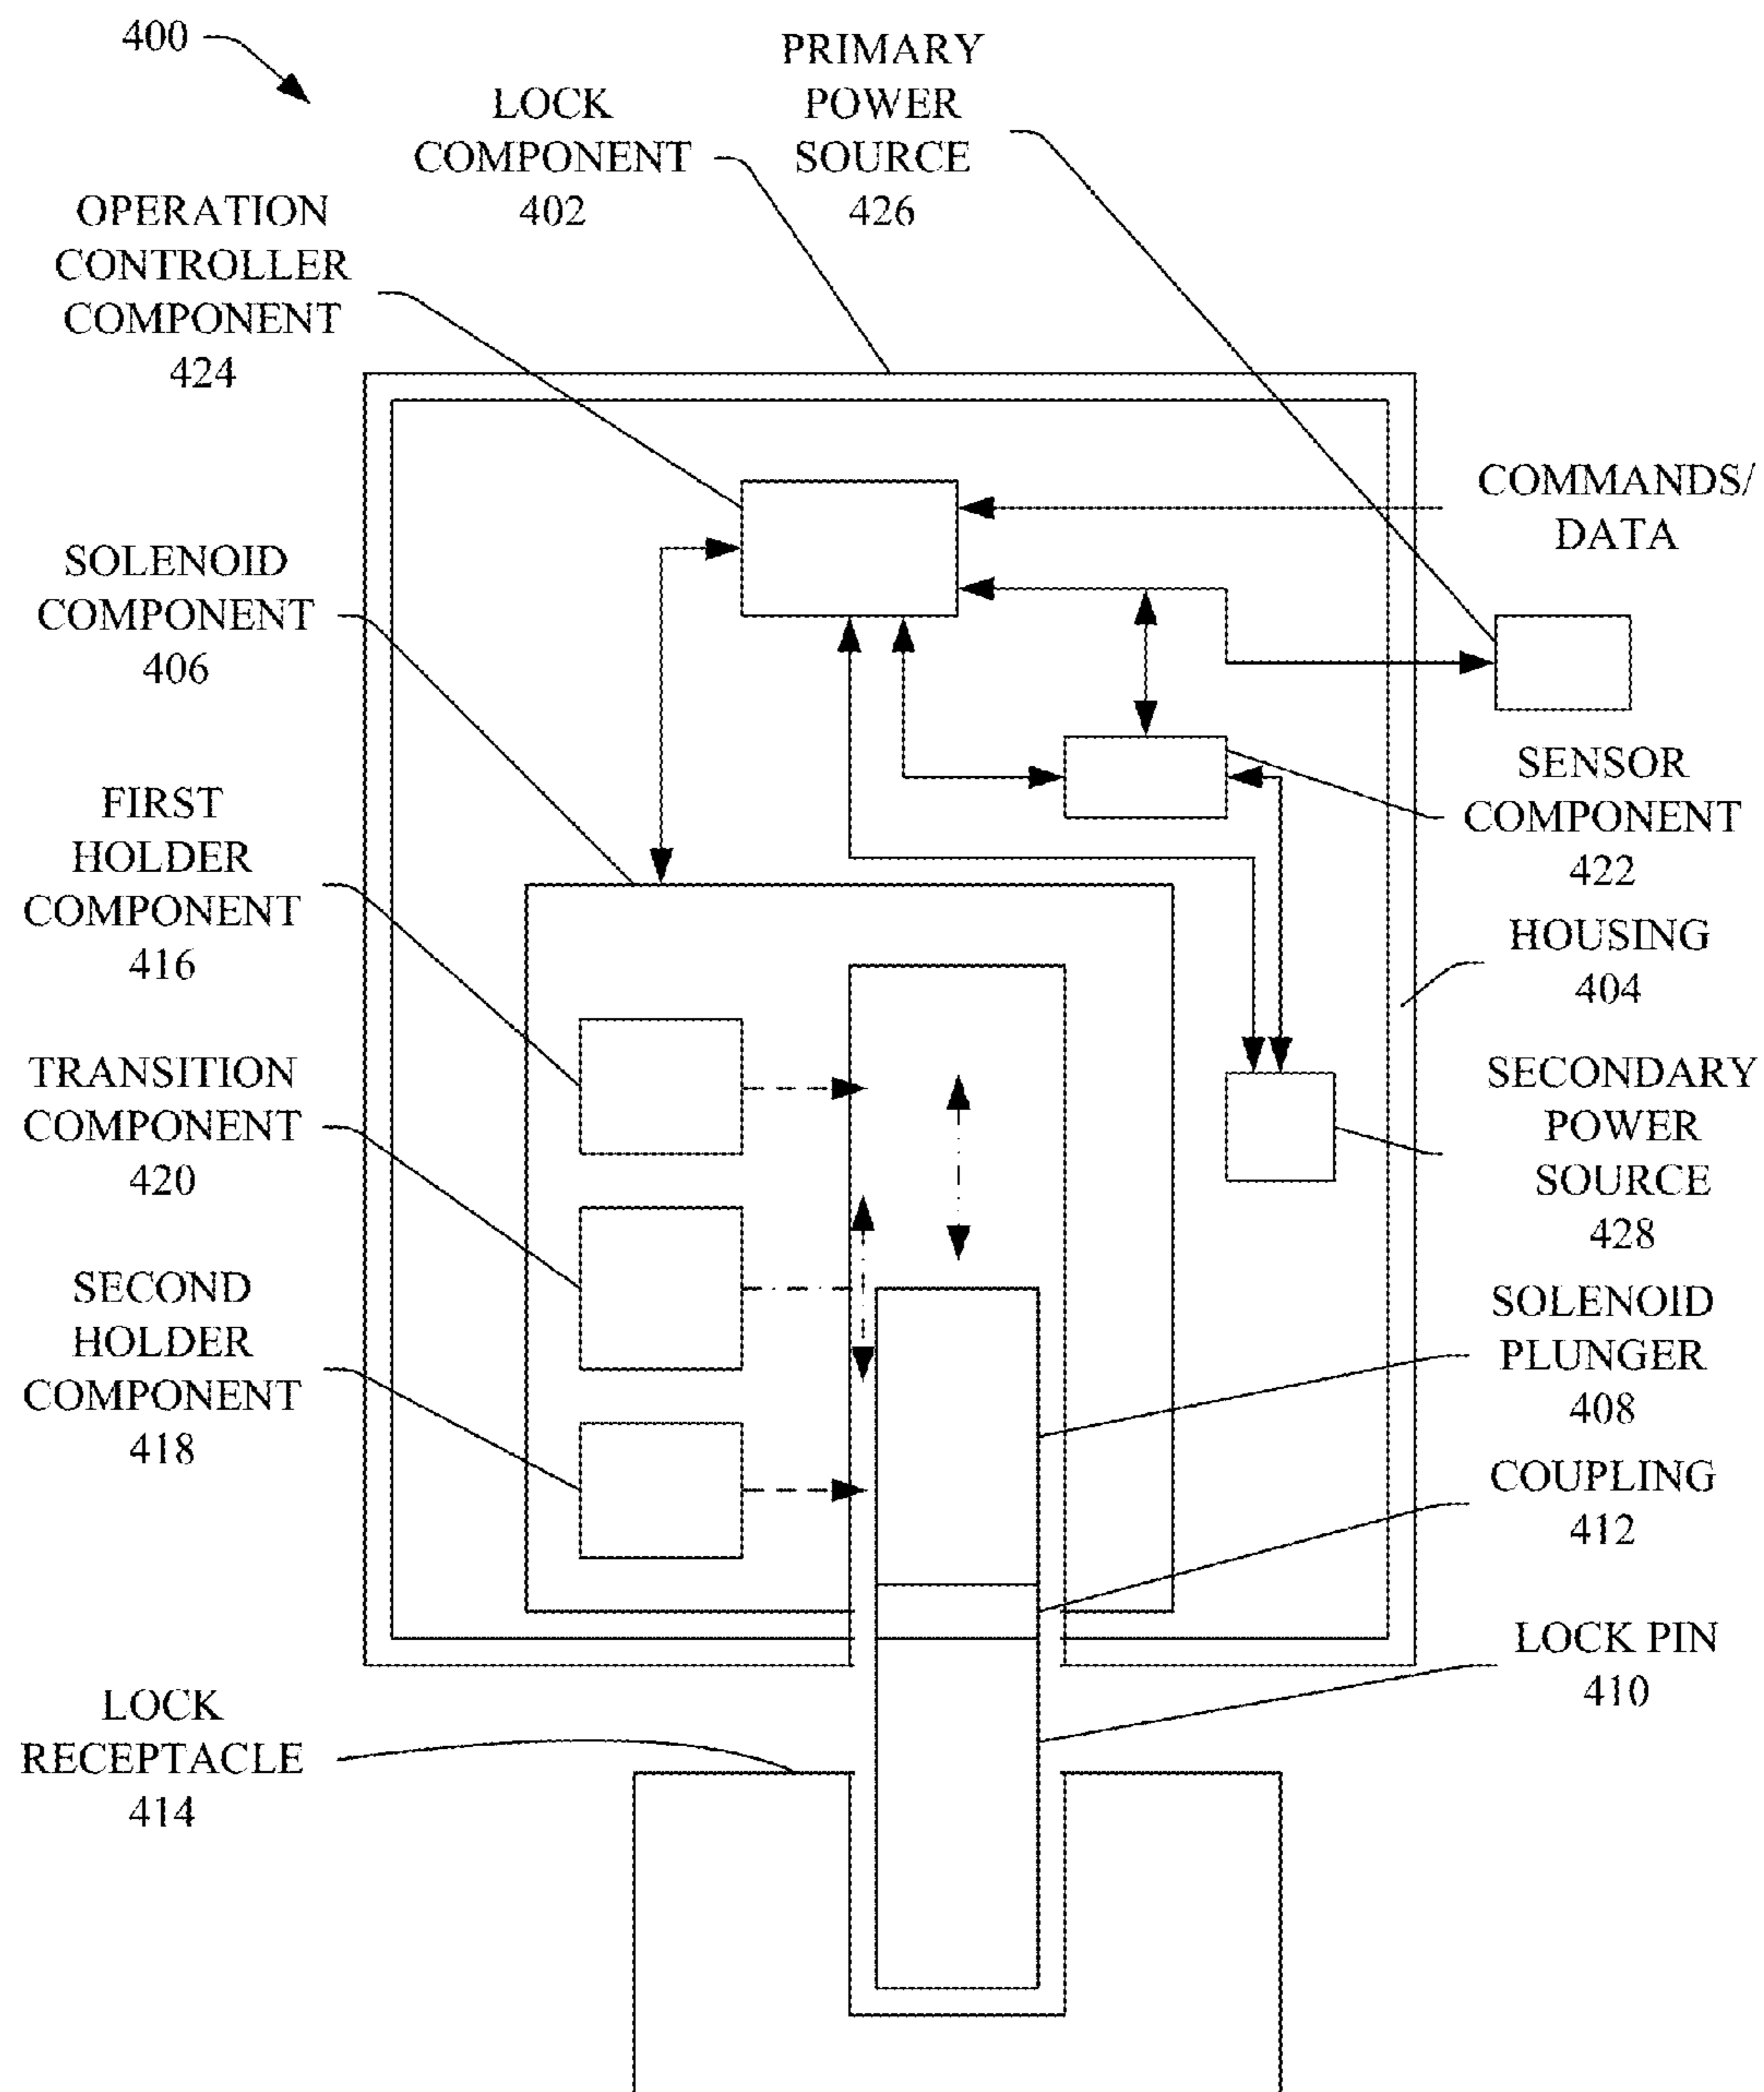 400
LOCK
COMPONENT
402
PRIMARY
POWER
SOURCE
426
OPERATION
CONTROLLER
COMPONENT
424
COMMANDS/
DATA
SOLENOID
COMPONENT
406
SENSOR
COMPONENT
422
FIRST
HOLDER
COMPONENT
416
HOUSING
404
TRANSITION
COMPONENT
420
SECONDARY
POWER
SOURCE
428
SECOND
HOLDER
COMPONENT
418
SOLENOID
PLUNGER
408
COUPLING
412
LOCK PIN
410
LOCK
RECEPTACLE
414